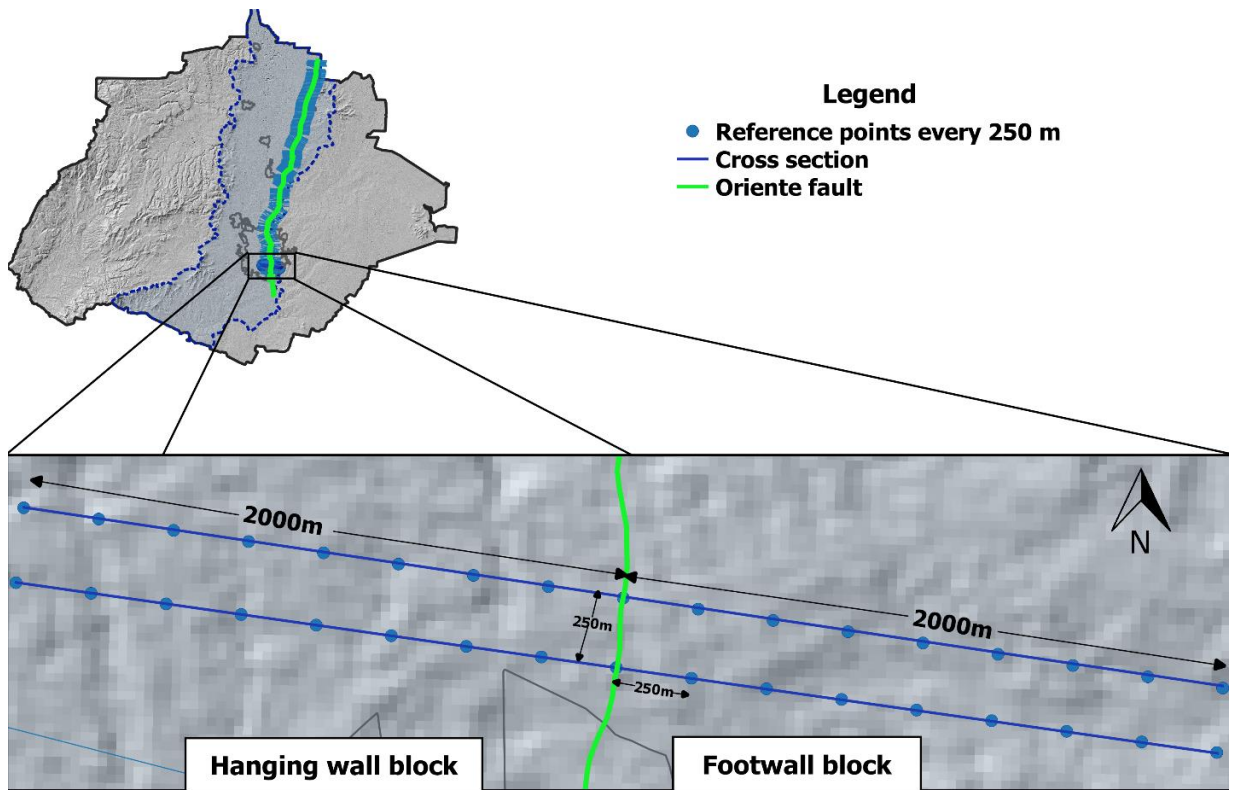 Legend
Reference points every 250 m
Cross section
Oriente fault
2000m
N
250m
2000m
250m
Hanging wall block
Footwall block